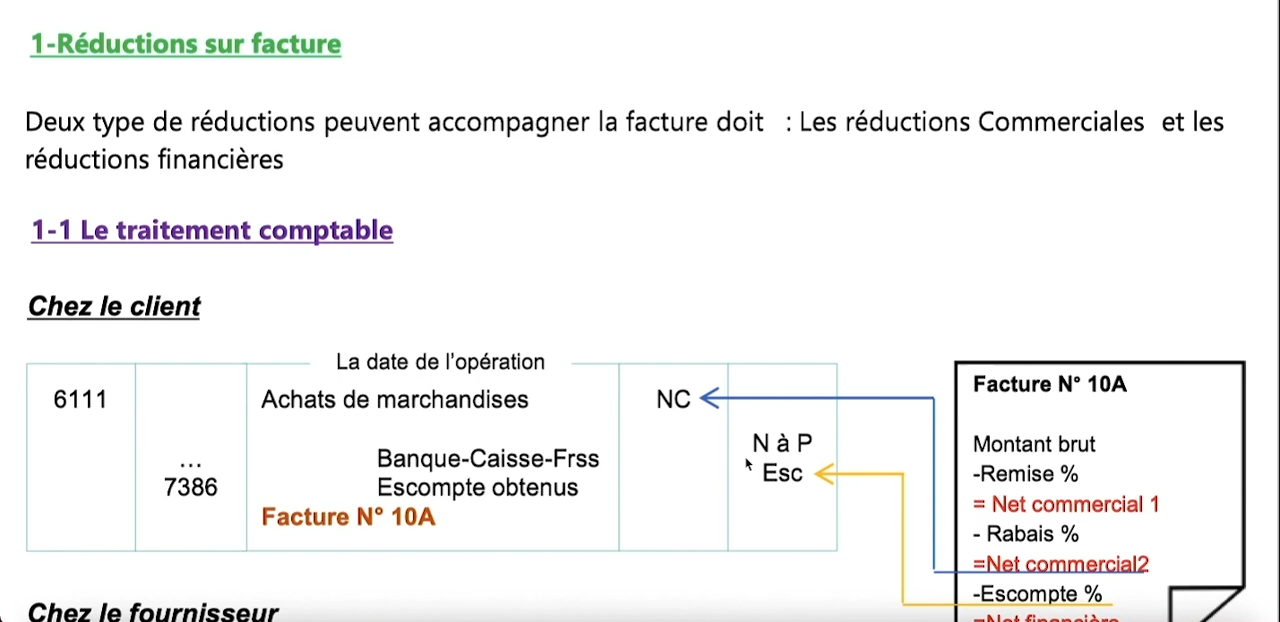 1-Réductions sur facture
Deux type de réductions peuvent accompagner la facture doit : Les réductions Commerciales et les
réductions financières
1-1 Le traitement comptable
Chez le client
La date de l'opération
6111 Achats de marchandises NC
N à P
... Banque-Caisse-Frss
7386 Escompte obtenus Esc
Facture N° 10A
Facture N° 10A
Montant brut
-Remise %
= Net commercial 1
- Rabais %
=Net commercial2
-Escompte %
=Net financière
Chez le fournisseur